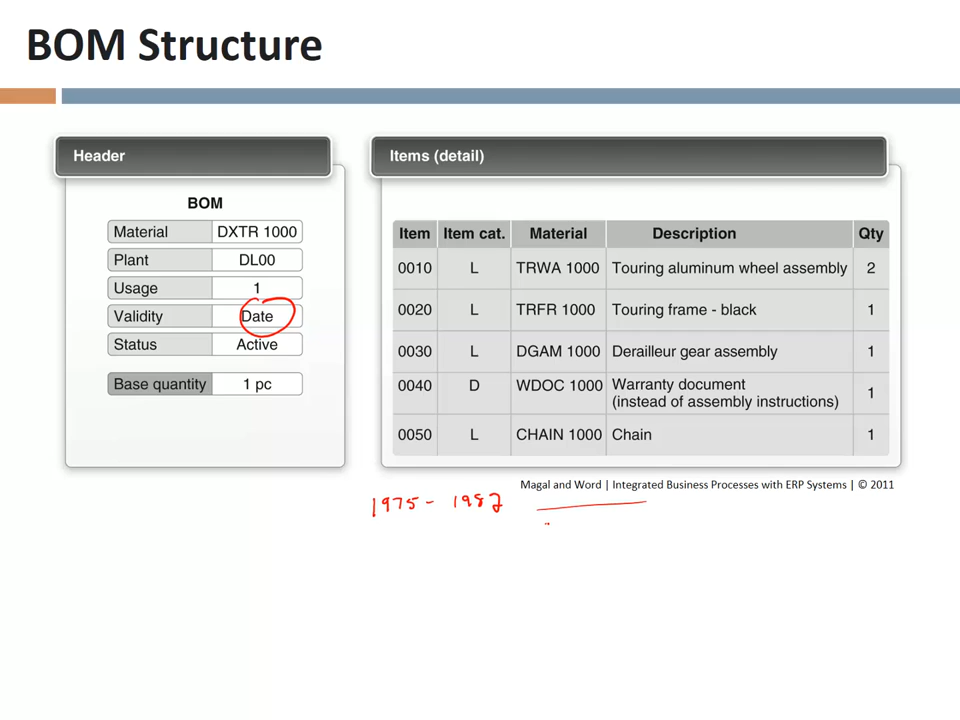 BOM Structure
Header
BOM
Material DXTR 1000
Plant DL00
Usage 1
Validity Date
Status Active
Base quantity 1 pc
Items (detail)
Item Item cat. Material Description Qty
0010 L TRWA 1000 Touring aluminum wheel assembly 2
0020 L TRFR 1000 Touring frame - black 1
0030 L DGAM 1000 Derailleur gear assembly 1
0040 D WDOC 1000 Warranty document
(instead of assembly instructions) 1
0050 L CHAIN 1000 Chain 1
Magal and Word | Integrated Business Processes with ERP Systems | © 2011
1975 - 1982